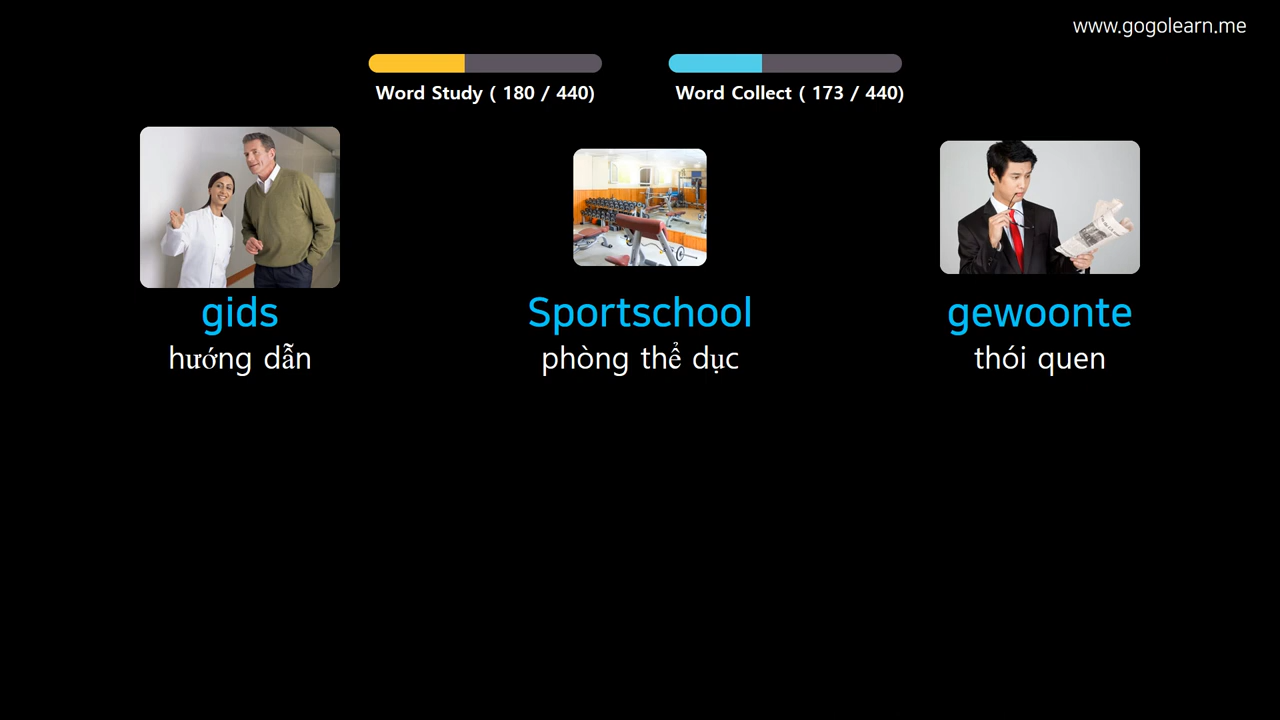 www.gogolearn.me
Word Study ( 180 / 440)
Word Collect ( 173 / 440)
gids
Sportschool
gewoonte
hướng dẫn
phòng thể dục
thói quen